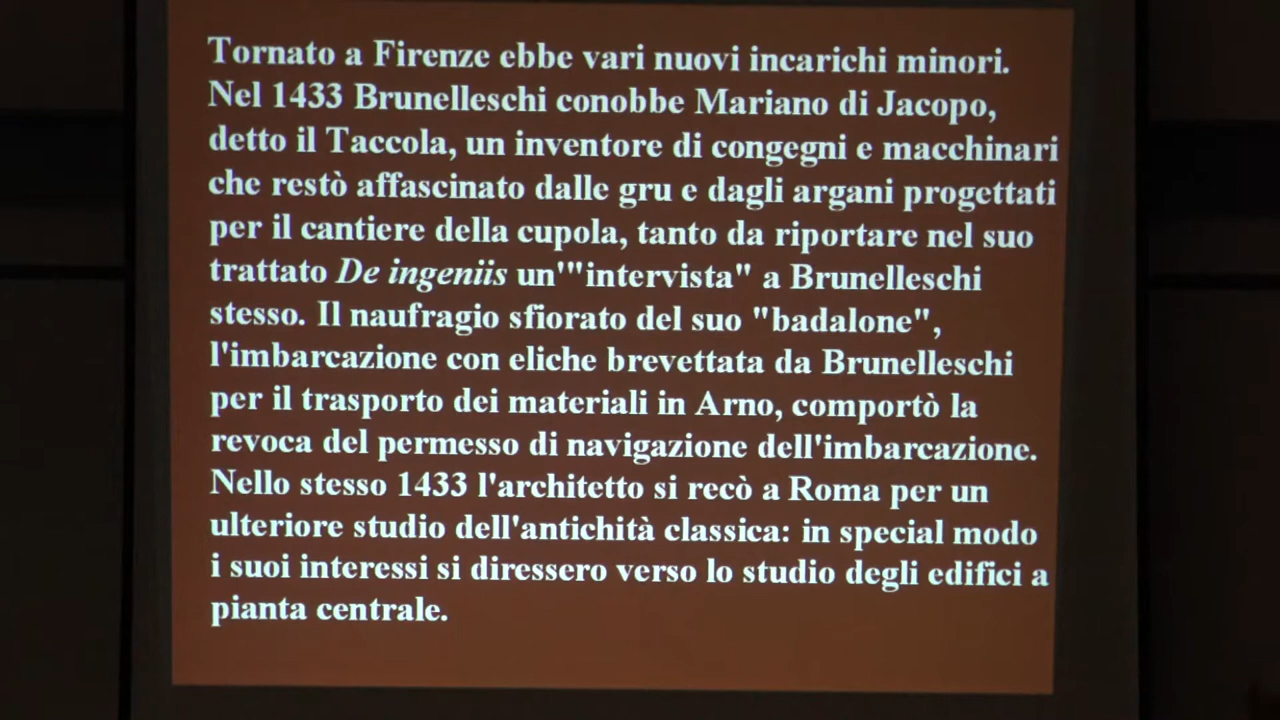 Tornato a Firenze ebbe vari nuovi incarichi minori.
Nel 1433 Brunelleschi conobbe Mariano di Jacopo,
detto il Taccola, un inventore di congegni e macchinari
che restò affascinato dalle gru e dagli argani progettati
per il cantiere della cupola, tanto da riportare nel suo
trattato De ingeniis un'"intervista" a Brunelleschi
stesso. Il naufragio sfiorato del suo "badalone",
l'imbarcazione con eliche brevettata da Brunelleschi
per il trasporto dei materiali in Arno, comportò la
revoca del permesso di navigazione dell'imbarcazione.
Nello stesso 1433 l'architetto si recò a Roma per un
ulteriore studio dell'antichità classica: in special modo
i suoi interessi si diressero verso lo studio degli edifici a
pianta centrale.